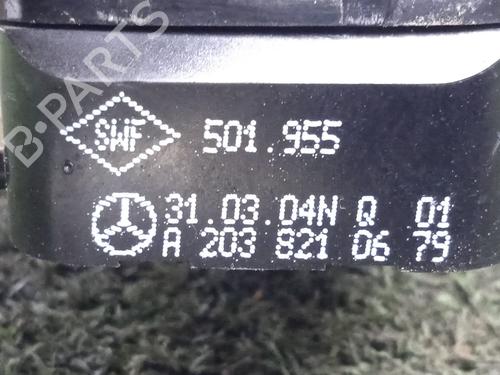 B-PARTS
SWF 501.955
31.03.04N Q 01
A 203 821 06 79